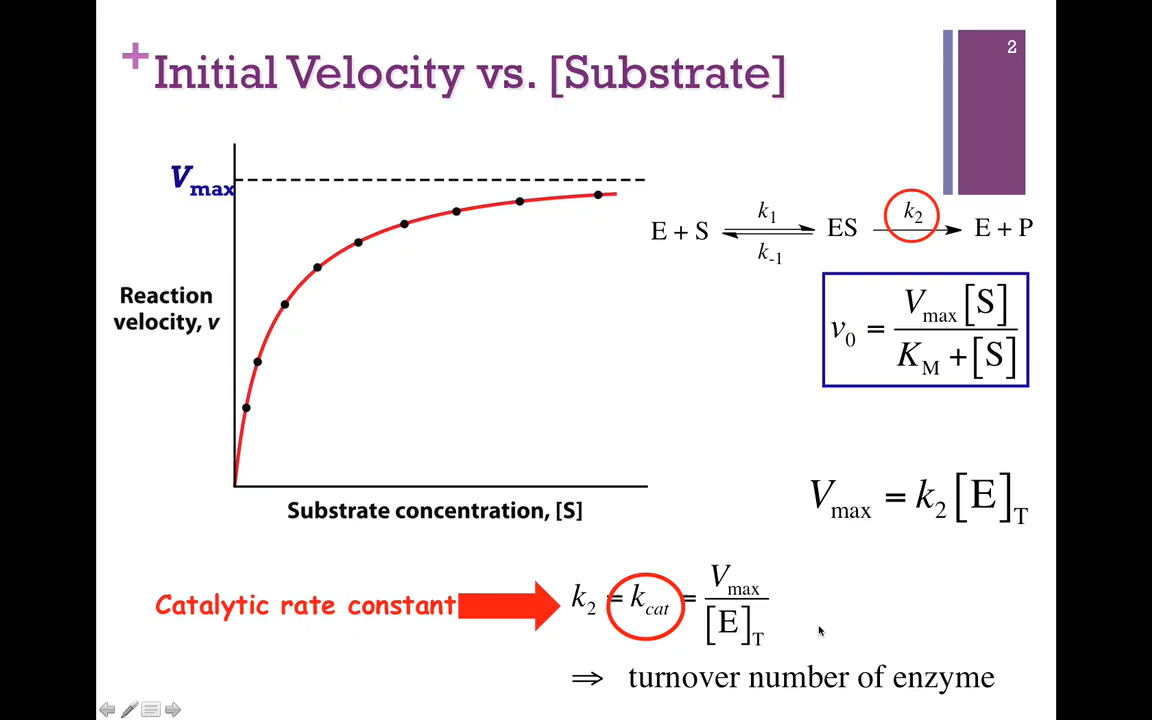 2
+ Initial Velocity vs. [Substrate]
Vmax
Reaction
velocity, v
Substrate concentration, [S]
E + S k1 k-1 ES k2 E + P
v0 = Vmax [S] / KM + [S]
Vmax = k2 [E]T
Catalytic rate constant
k2 = kcat = Vmax / [E]T
⇒ turnover number of enzyme